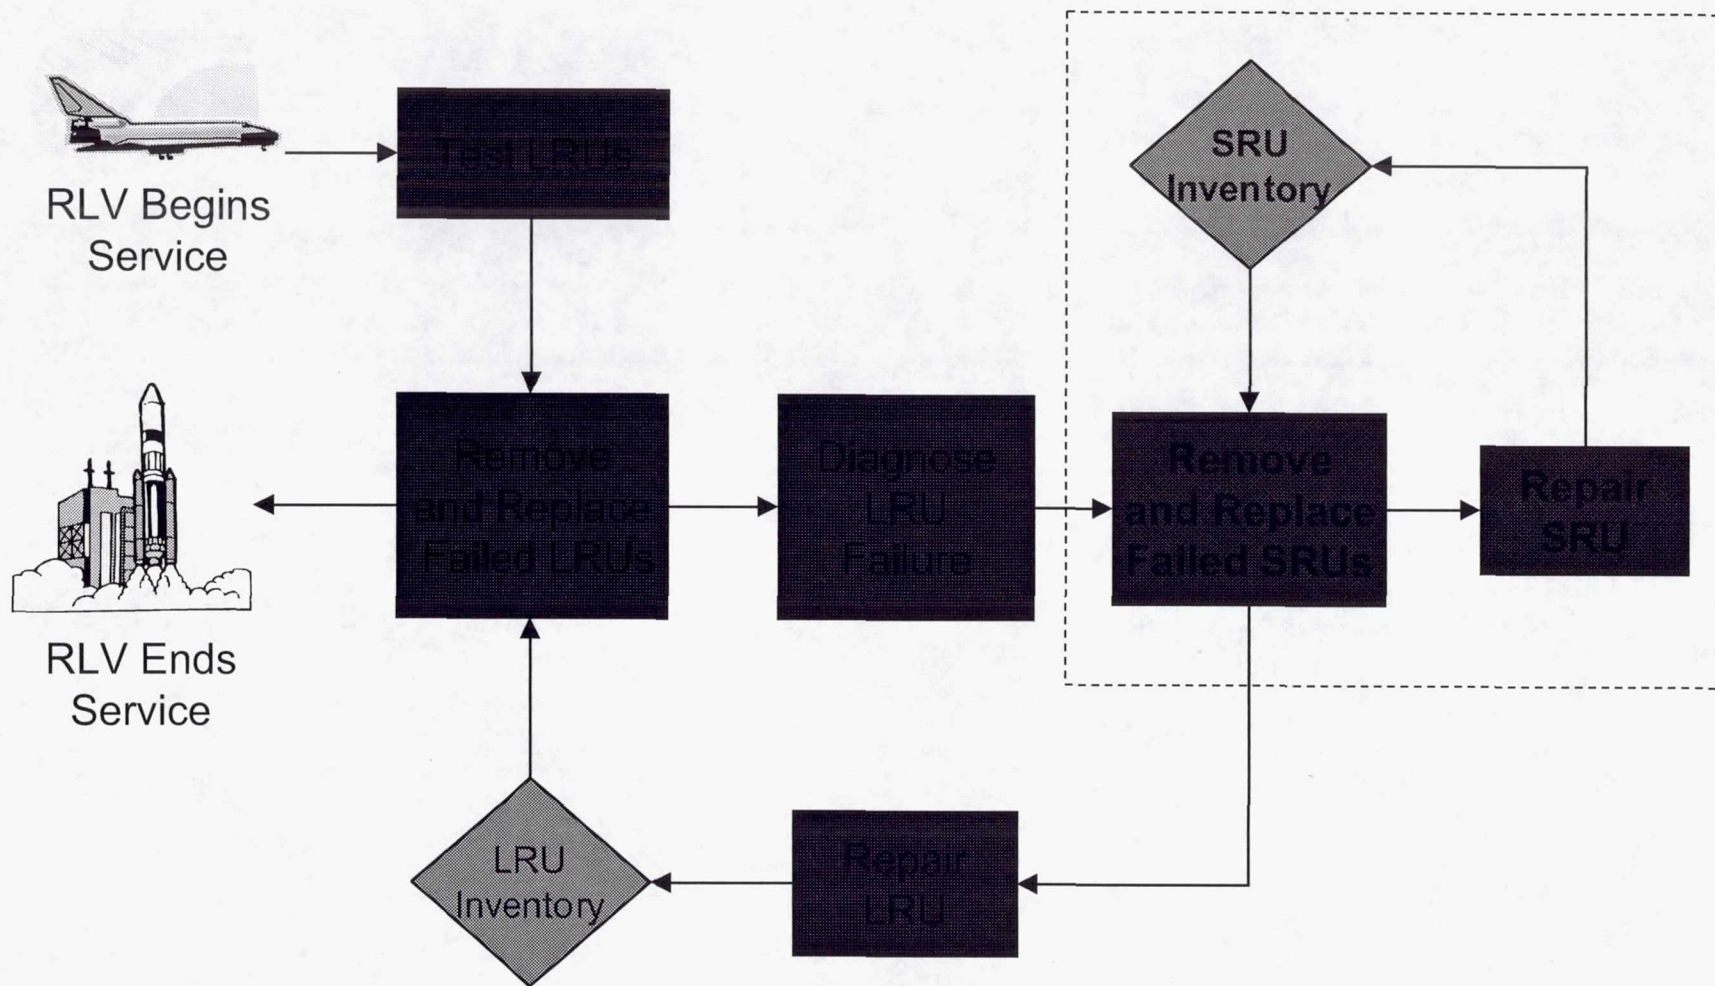 Test LRUs
RLV Begins
Service
SRU
Inventory
Remove
and Replace
Failed LRUs
Diagnose
LRU
Failure
Remove
and Replace
Failed SRUs
Repair
SRU
RLV Ends
Service
LRU
Inventory
Repair
LRU